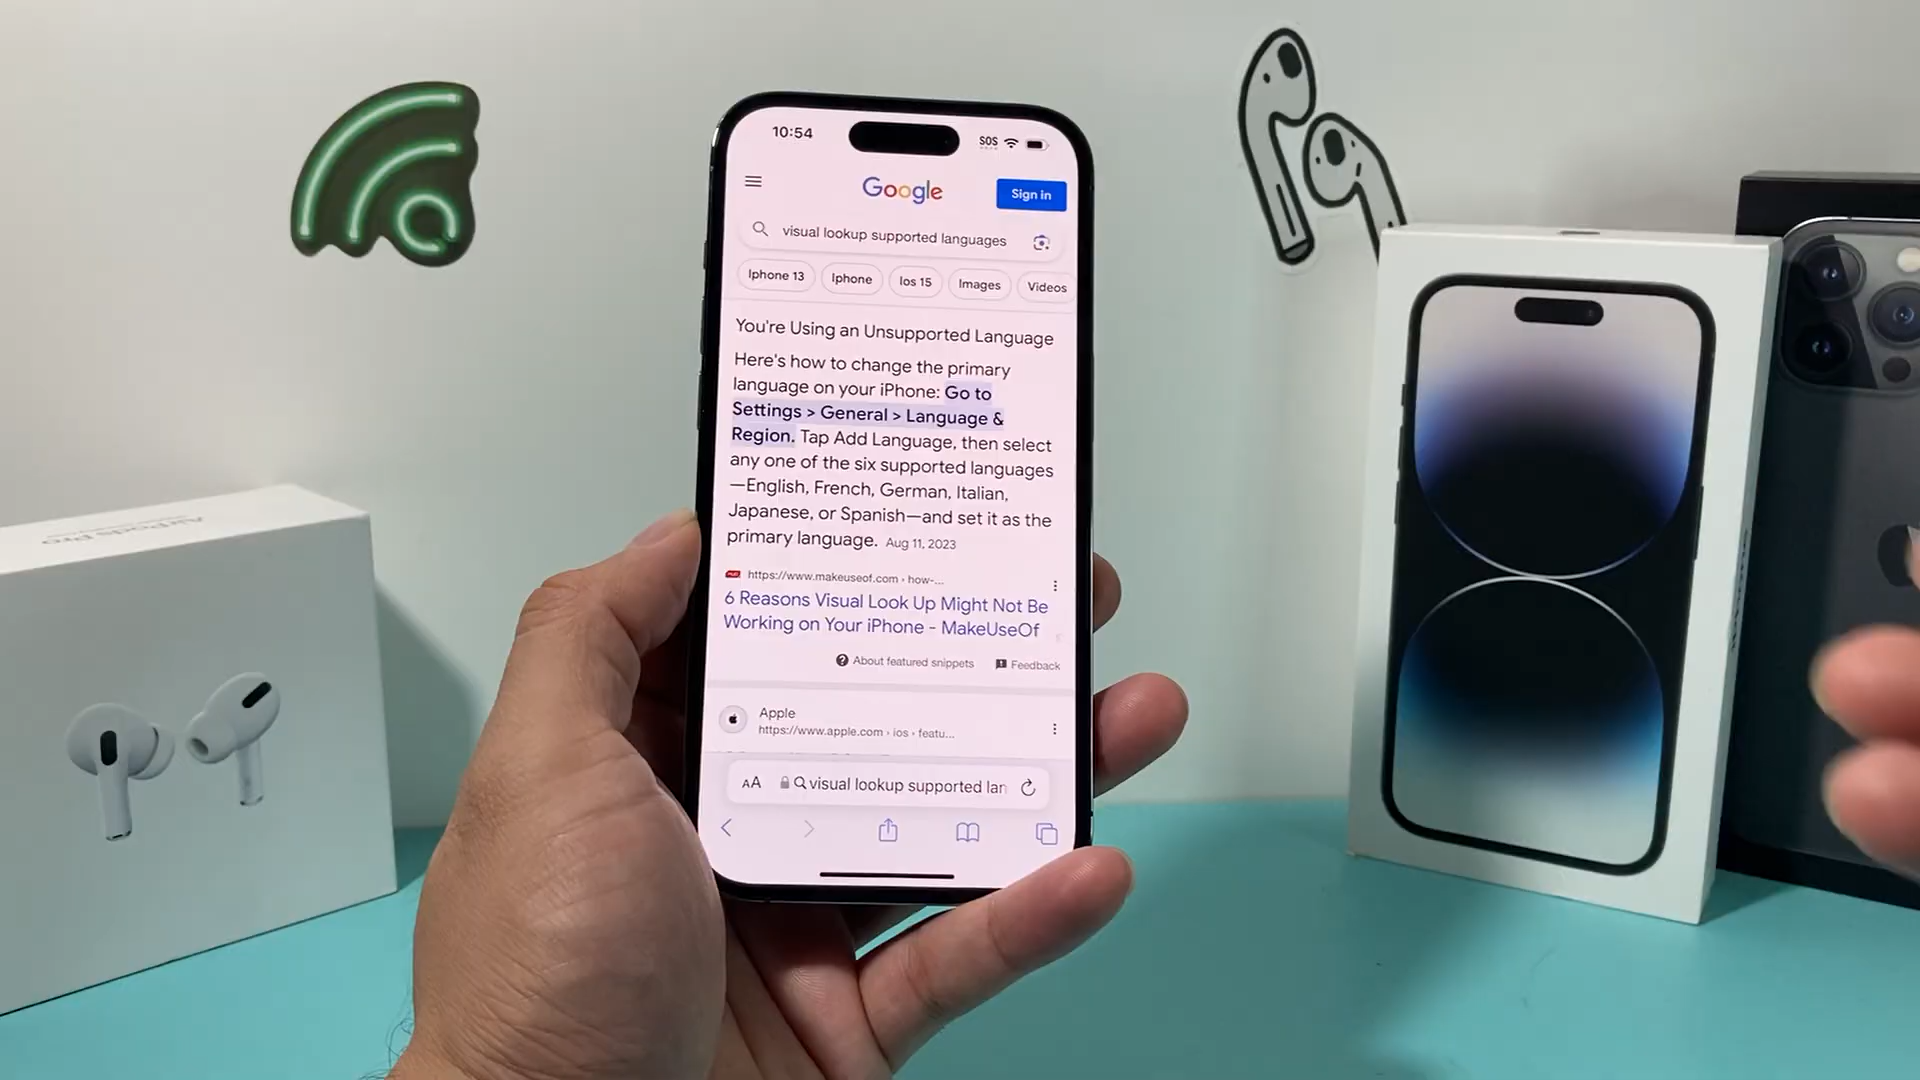 10:54
SOS
Google
Sign in
visual lookup supported languages
Iphone 13
Iphone
Ios 15
Images
Videos
You're Using an Unsupported Language
Here's how to change the primary
language on your iPhone: Go to
Settings > General > Language &
Region. Tap Add Language, then select
any one of the six supported languages
—English, French, German, Italian,
Japanese, or Spanish—and set it as the
primary language. Aug 11, 2023
https://www.makeuseof.com › how-...
6 Reasons Visual Look Up Might Not Be
Working on Your iPhone - MakeUseOf
About featured snippets
Feedback
Apple
https://www.apple.com › ios › featu...
AA
visual lookup supported lan
AirPods Pro